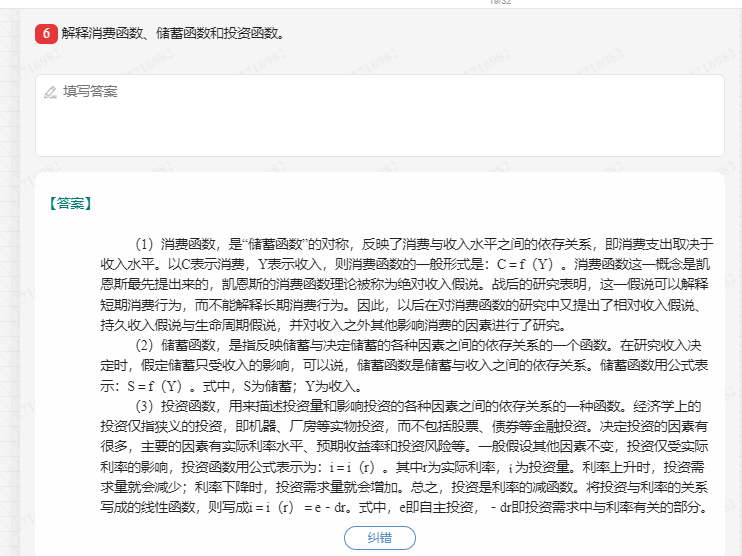 19/32
6 解释消费函数、储蓄函数和投资函数。
填写答案
【答案】
（1）消费函数，是“储蓄函数”的对称，反映了消费与收入水平之间的依存关系，即消费支出取决于
收入水平。以C表示消费，Y表示收入，则消费函数的一般形式是：C = f（Y）。消费函数这一概念是凯
恩斯最先提出来的，凯恩斯的消费函数理论被称为绝对收入假说。战后的研究表明，这一假说可以解释
短期消费行为，而不能解释长期消费行为。因此，以后在对消费函数的研究中又提出了相对收入假说、
持久收入假说与生命周期假说，并对收入之外其他影响消费的因素进行了研究。
（2）储蓄函数，是指反映储蓄与决定储蓄的各种因素之间的依存关系的一个函数。在研究收入决
定时，假定储蓄只受收入的影响，可以说，储蓄函数是储蓄与收入之间的依存关系。储蓄函数用公式表
示：S = f（Y）。式中，S为储蓄；Y为收入。
（3）投资函数，用来描述投资量和影响投资的各种因素之间的依存关系的一种函数。经济学上的
投资仅指狭义的投资，即机器、厂房等实物投资，而不包括股票、债券等金融投资。决定投资的因素有
很多，主要的因素有实际利率水平、预期收益率和投资风险等。一般假设其他因素不变，投资仅受实际
利率的影响，投资函数用公式表示为：i = i（r）。其中r为实际利率，i 为投资量。利率上升时，投资需
求量就会减少；利率下降时，投资需求量就会增加。总之，投资是利率的减函数。将投资与利率的关系
写成的线性函数，则写成i = i（r）= e - dr。式中，e即自主投资，- dr即投资需求中与利率有关的部分。
纠错